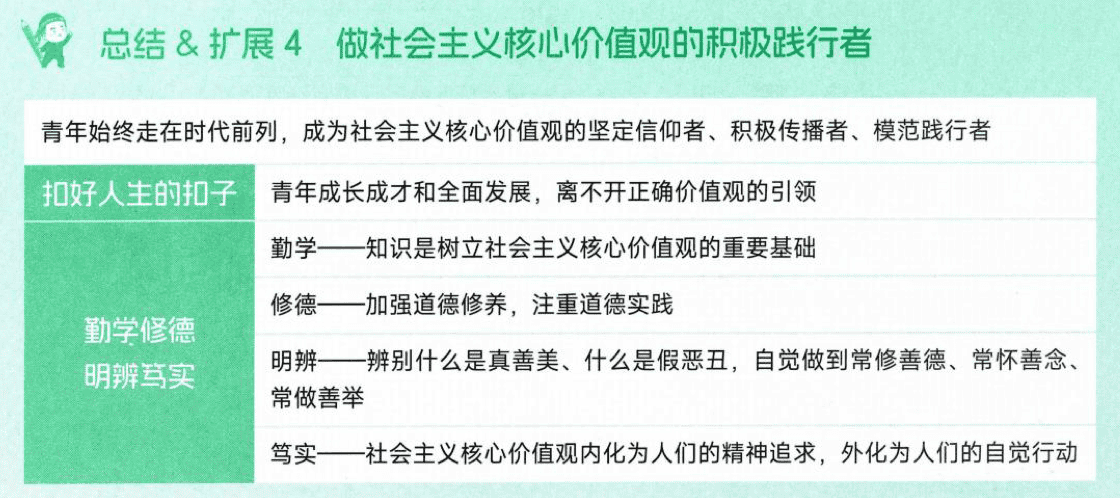 总结 & 扩展 4 做社会主义核心价值观的积极践行者
青年始终走在时代前列，成为社会主义核心价值观的坚定信仰者、积极传播者、模范践行者
扣好人生的扣子
青年成长成才和全面发展，离不开正确价值观的引领
勤学修德
明辨笃实
勤学——知识是树立社会主义核心价值观的重要基础
修德——加强道德修养，注重道德实践
明辨——辨别什么是真善美、什么是假恶丑，自觉做到常修善德、常怀善念、
常做善举
笃实——社会主义核心价值观内化为人们的精神追求，外化为人们的自觉行动